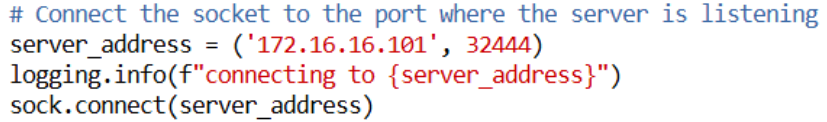 # Connect the socket to the port where the server is listening
server_address = ('172.16.16.101', 32444)
logging.info(f"connecting to {server_address}")
sock.connect(server_address)